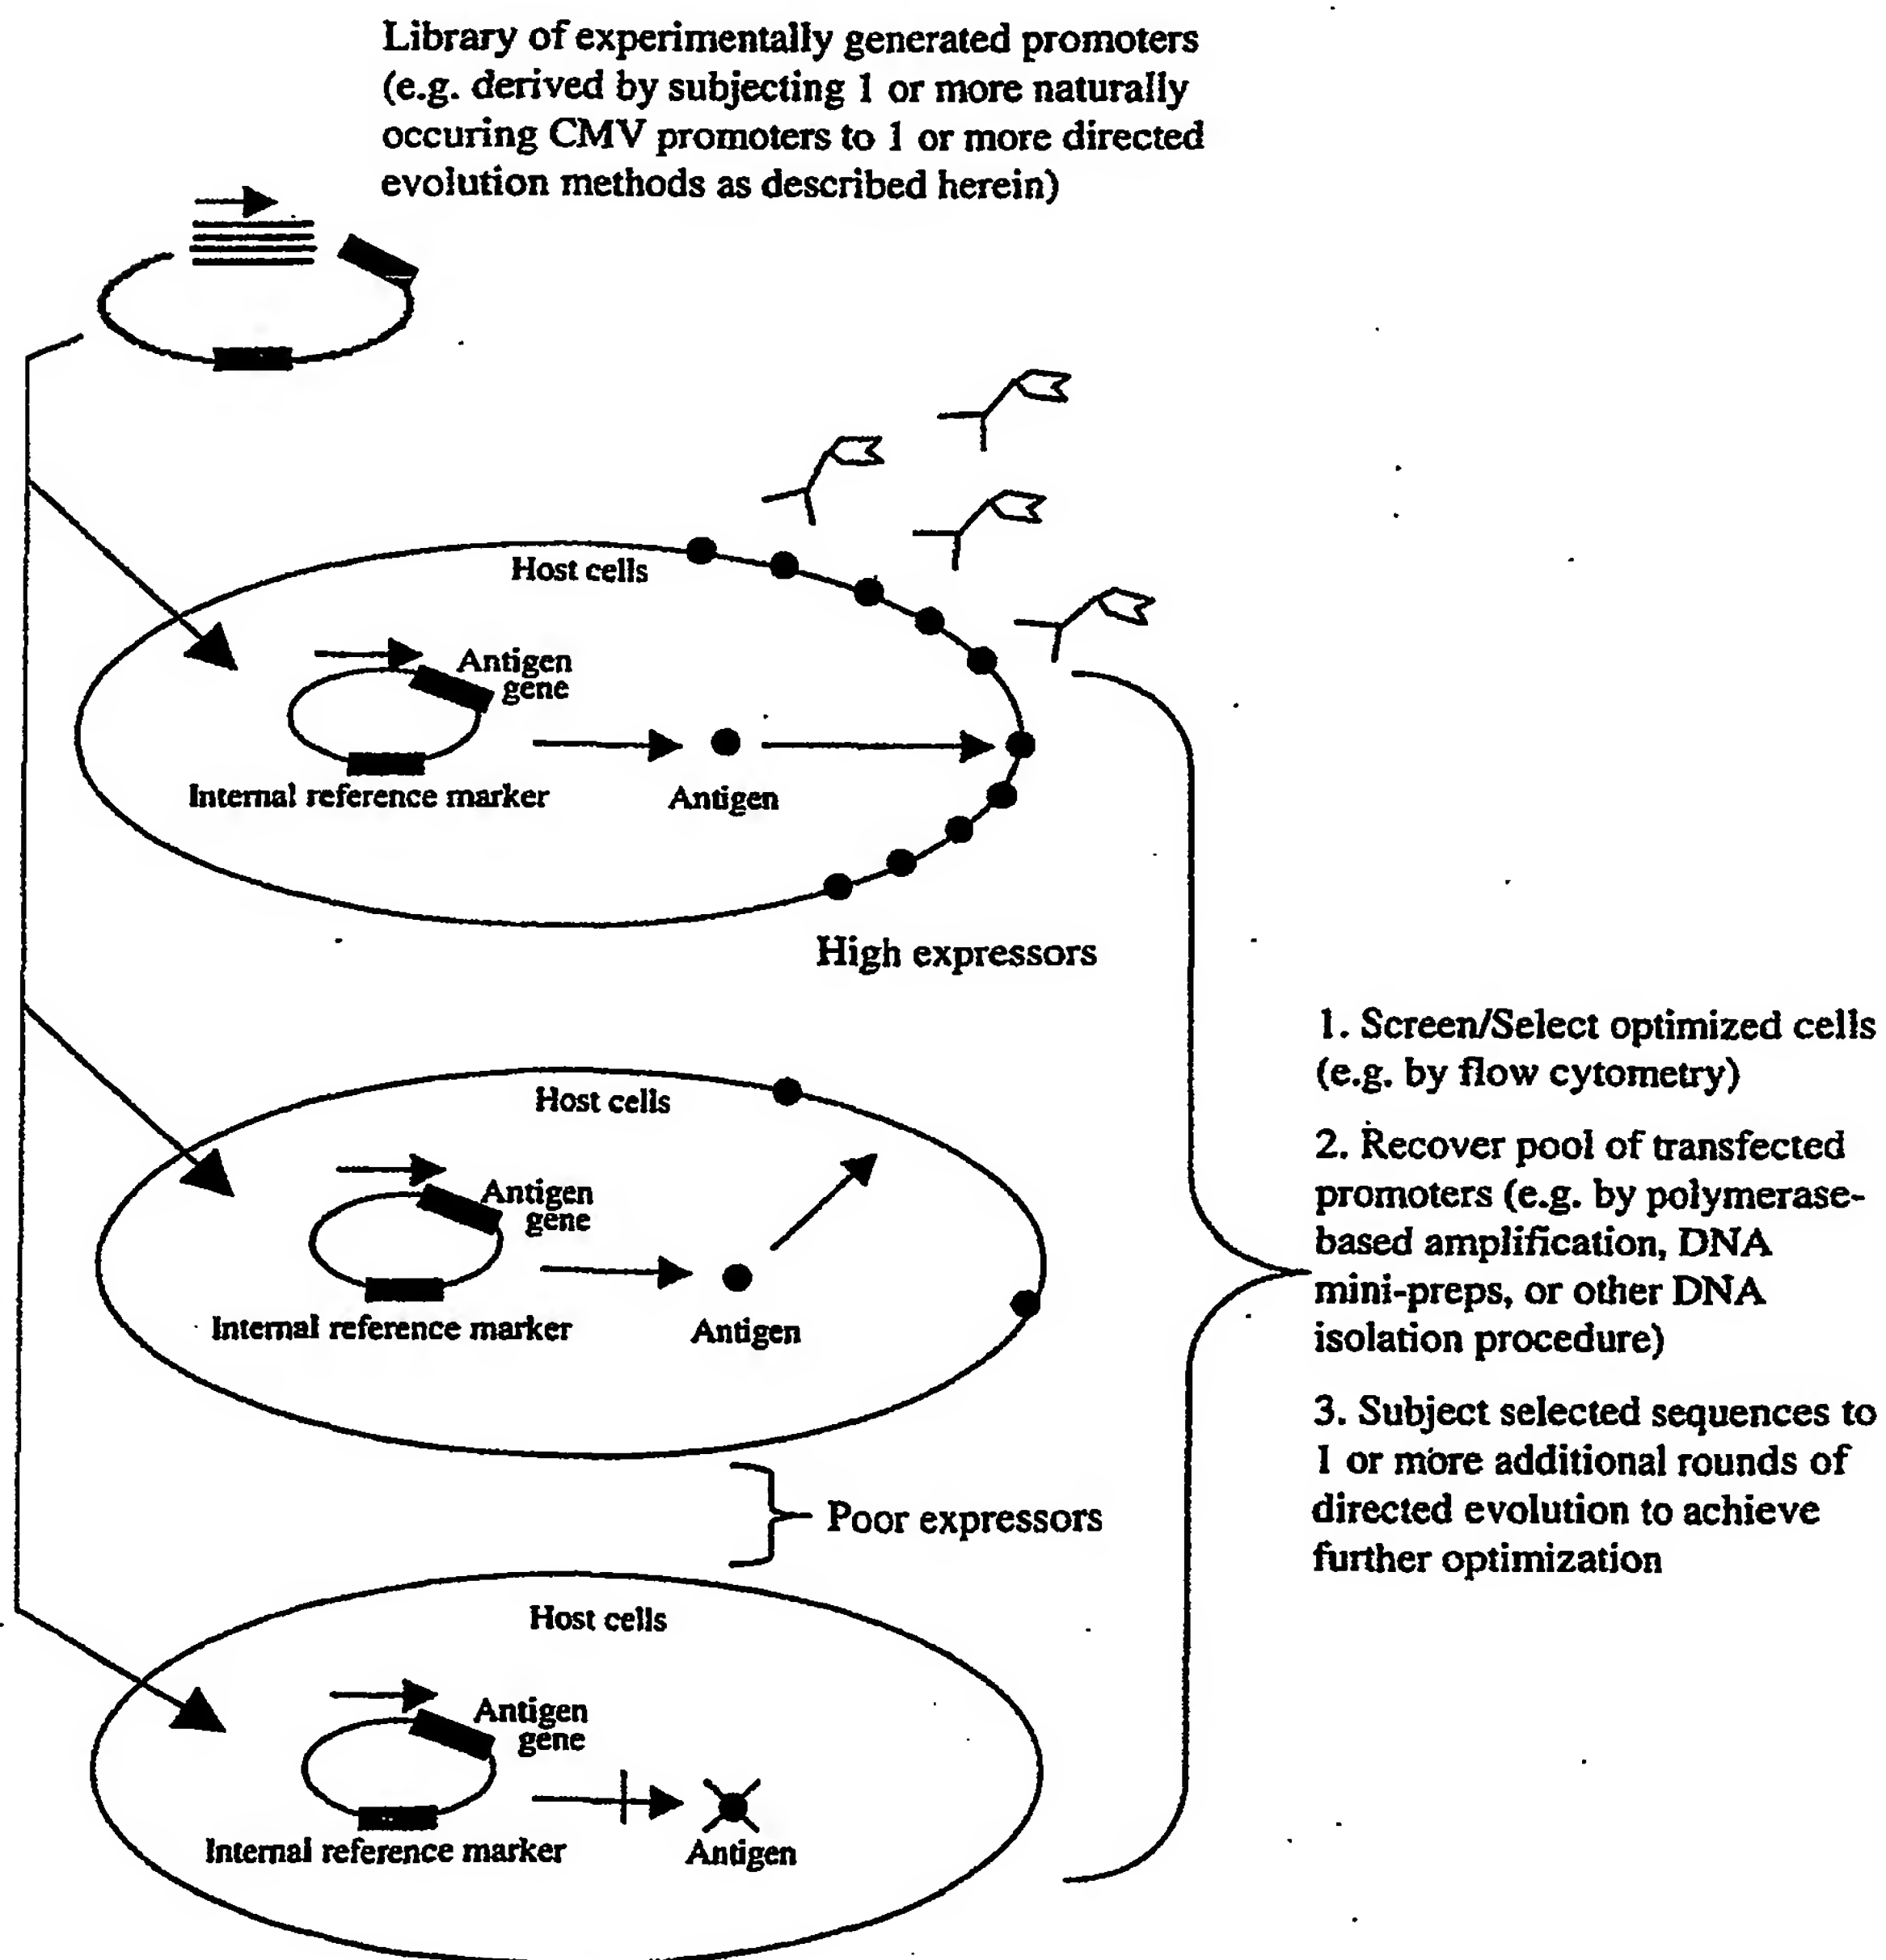 Library of experimentally generated promoters
(e.g. derived by subjecting 1 or more naturally
occuring CMV promoters to 1 or more directed
evolution methods as described herein)
Host cells
Antigen
gene
Internal reference marker
Antigen
High expressors
Host cells
Antigen
gene
Internal reference marker
Antigen
Poor expressors
Host cells
Antigen
gene
Internal reference marker
Antigen
1. Screen/Select optimized cells
(e.g. by flow cytometry)
2. Recover pool of transfected
promoters (e.g. by polymerase-
based amplification, DNA
mini-preps, or other DNA
isolation procedure)
3. Subject selected sequences to
1 or more additional rounds of
directed evolution to achieve
further optimization